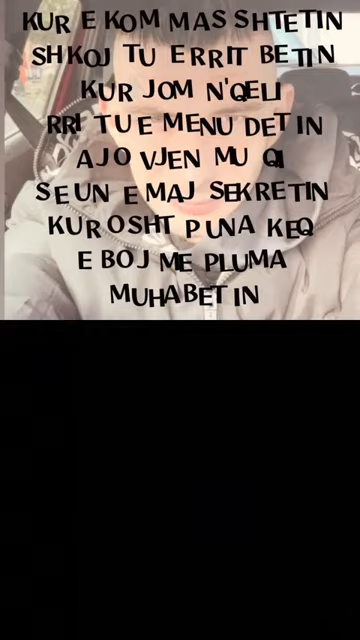 KUR E KOM MAS SHTETIN
SHKOJ TU E RRIT BETIN
KUR JOM N'QELI
RRI TU E MENU DETIN
AJO VJEN MU QI
SE UN E MAJ SEKRETIN
KUR OSHT PUNA KEQ
E BOJ ME PLUMA
MUHABETIN